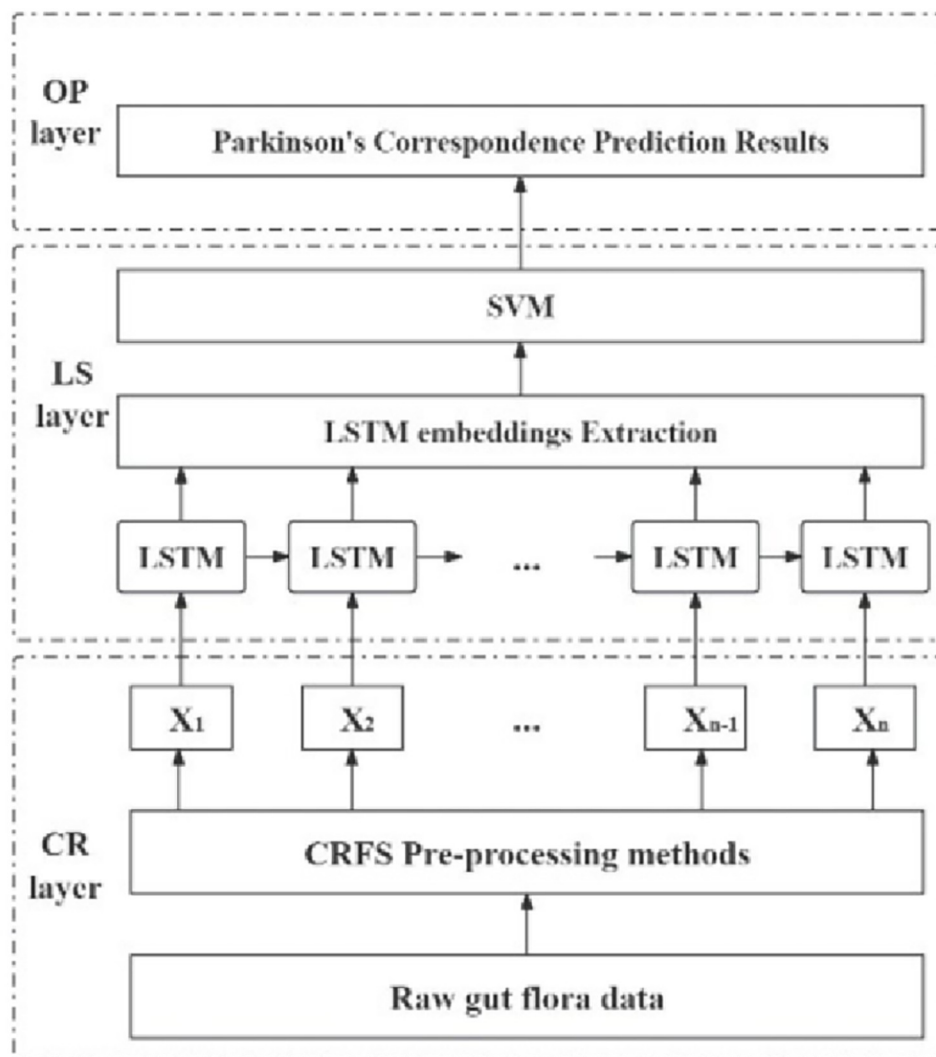 OP
layer
Parkinson's Correspondence Prediction Results
SVM
LS
layer
LSTM embeddings Extraction
LSTM LSTM ... LSTM LSTM
X1 X2 ... Xn-1 Xn
CR
layer
CRFS Pre-processing methods
Raw gut flora data